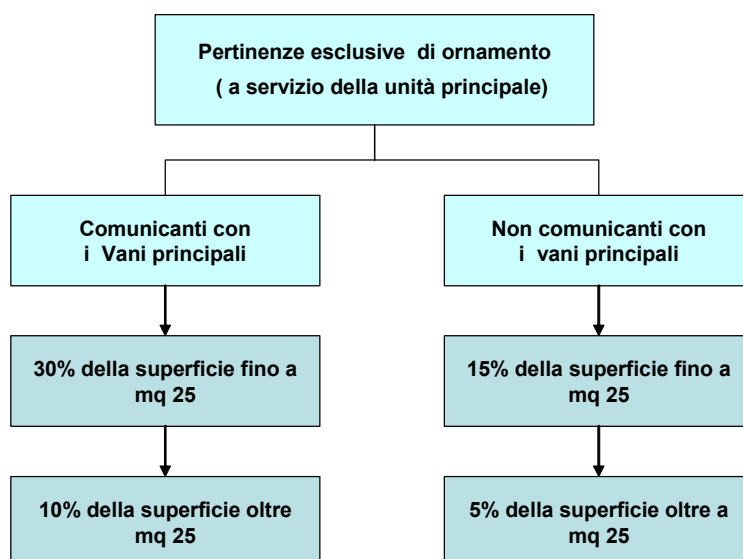 Pertinenze esclusive di ornamento
( a servizio della unità principale)
Comunicanti con
i Vani principali
Non comunicanti con
i vani principali
30% della superficie fino a
mq 25
15% della superficie fino a
mq 25
10% della superficie oltre
mq 25
5% della superficie oltre a
mq 25